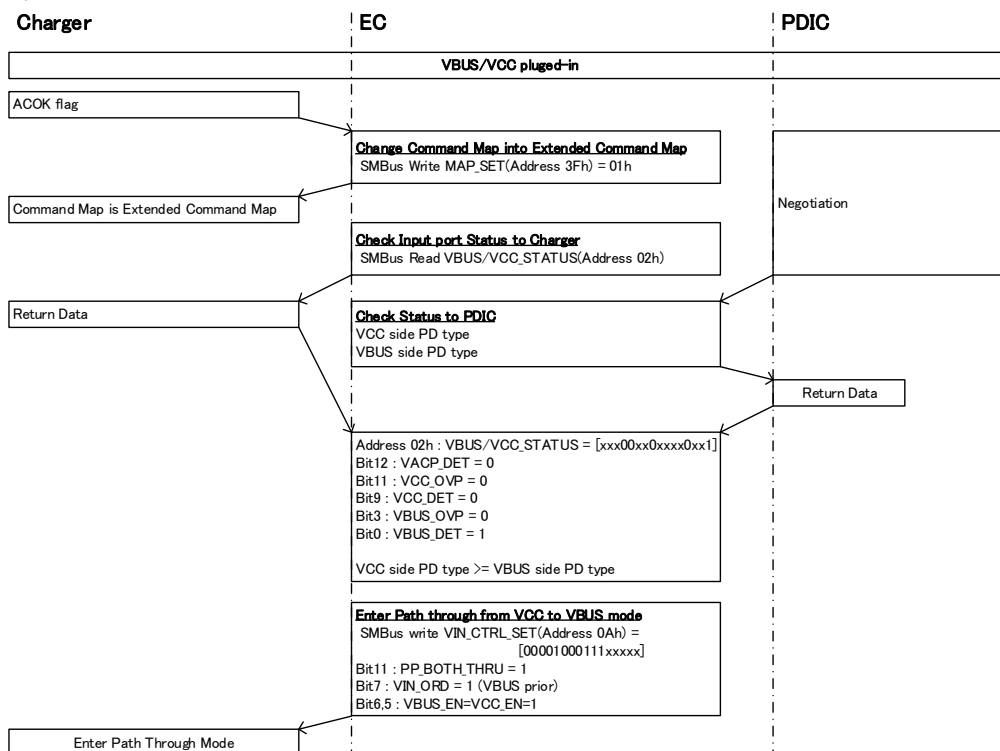 Charger
EC
PDIC
VBUS/VCC pluged-in
ACOK flag
Change Command Map into Extended Command Map
SMBus Write MAP_SET(Address 3Fh) = 01h
Command Map is Extended Command Map
Negotiation
Check Input port Status to Charger
SMBus Read VBUS/VCC_STATUS(Address 02h)
Return Data
Check Status to PDIC
VCC side PD type
VBUS side PD type
Return Data
Address 02h : VBUS/VCC_STATUS = [xxx00xx0xxxx0xx1]
Bit12 : VACP_DET = 0
Bit11 : VCC_OVP = 0
Bit9 : VCC_DET = 0
Bit3 : VBUS_OVP = 0
Bit0 : VBUS_DET = 1
VCC side PD type >= VBUS side PD type
Enter Path through from VCC to VBUS mode
SMBus write VIN_CTRL_SET(Address 0Ah) =
[00001000111xxxxx]
Bit11 : PP_BOTH_THRU = 1
Bit7 : VIN_ORD = 1 (VBUS prior)
Bit6,5 : VBUS_EN=VCC_EN=1
Enter Path Through Mode